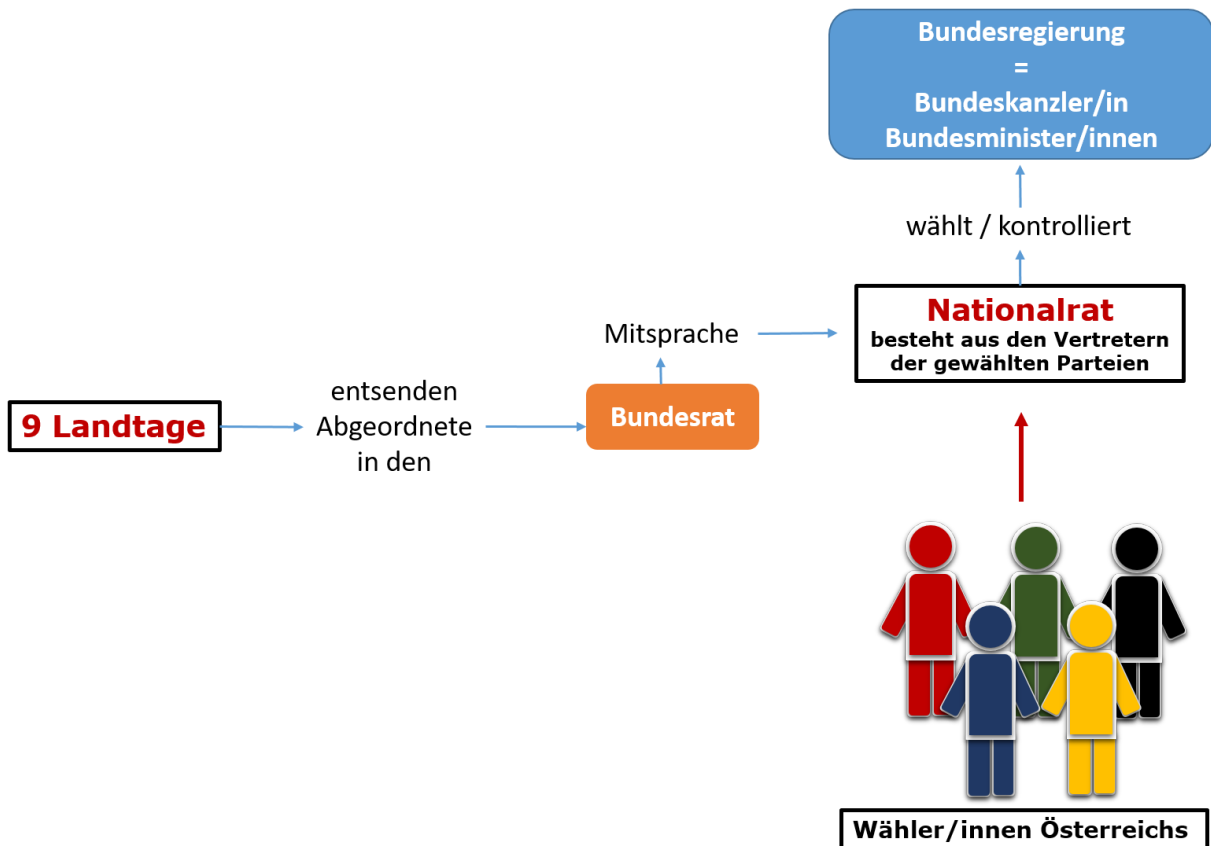 Bundesregierung
=
Bundeskanzler/in
Bundesminister/innen
wählt / kontrolliert
Nationalrat
besteht aus den Vertretern
der gewählten Parteien
Mitsprache
Bundesrat
entsenden
Abgeordnete
in den
9 Landtage
Wähler/innen Österreichs